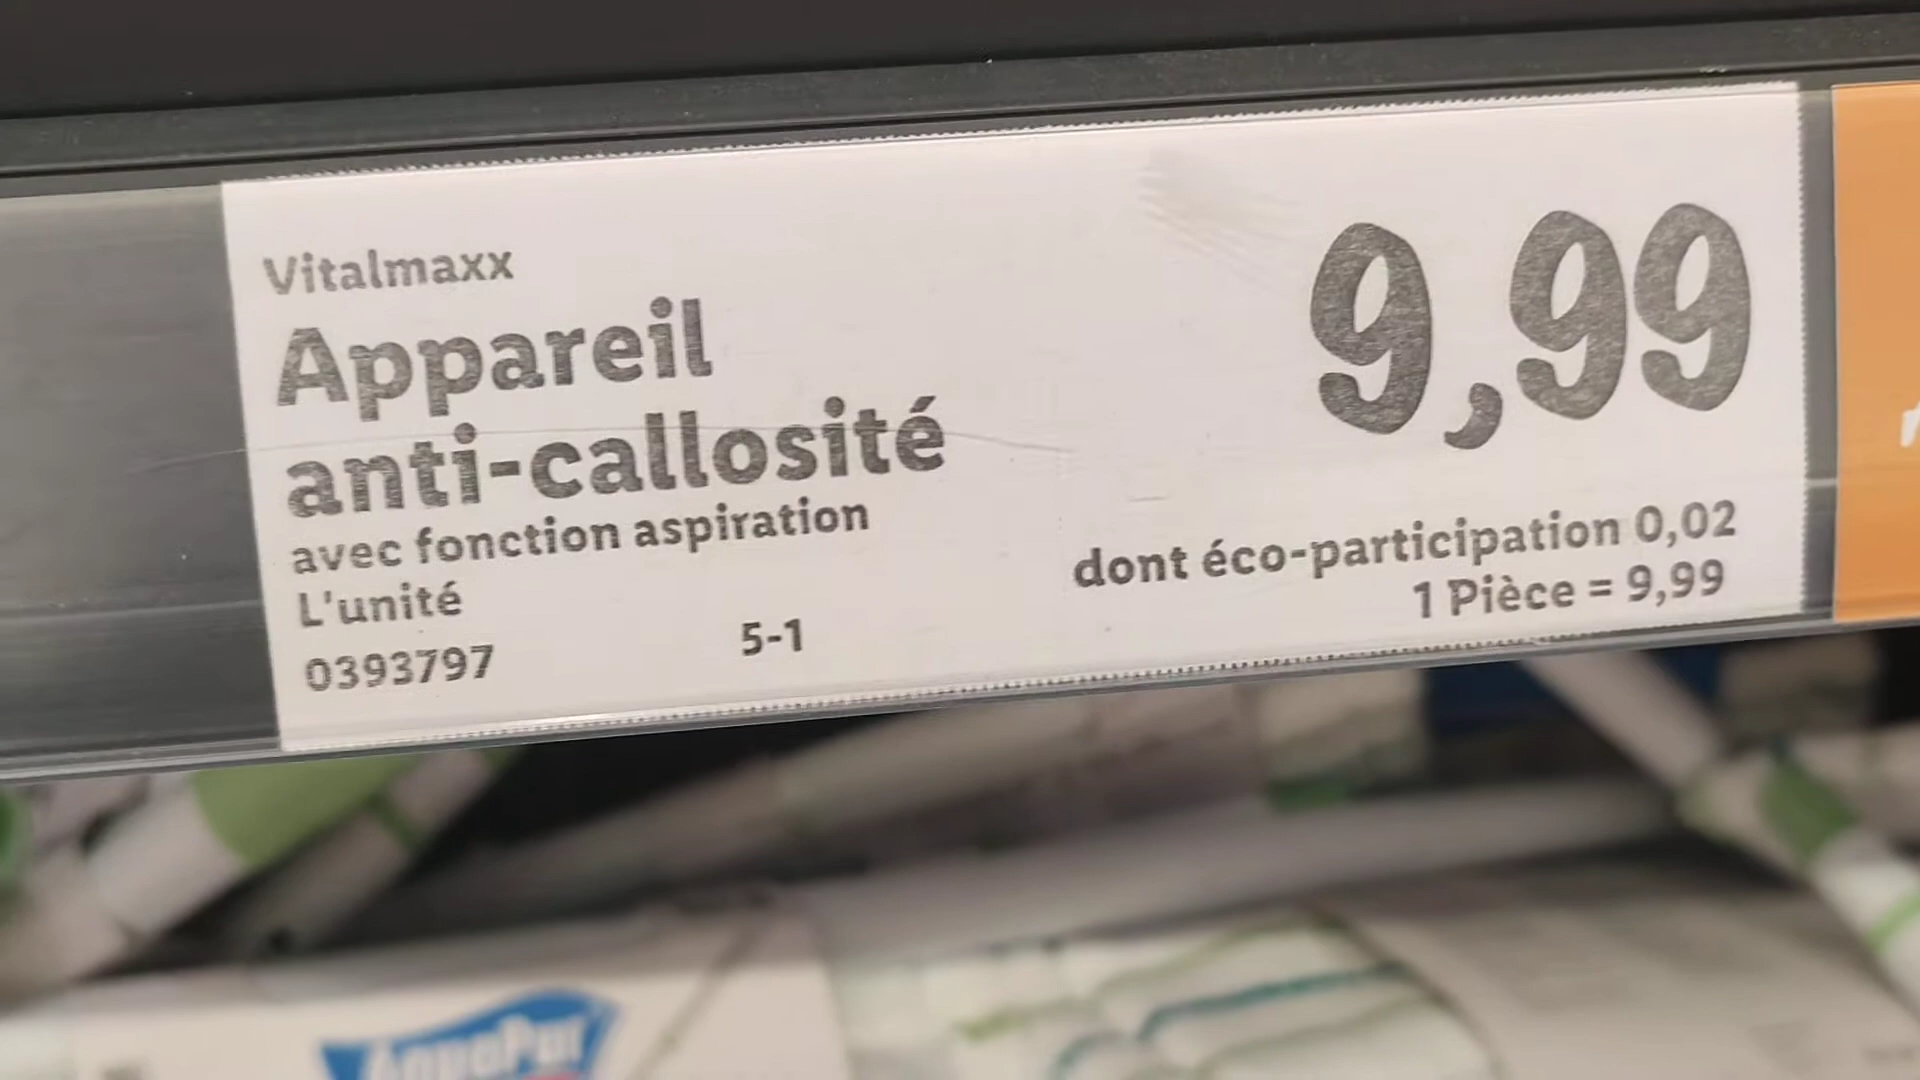 Vitalmaxx
Appareil
anti-callosité
avec fonction aspiration
L'unité
0393797
5-1
9,99
dont éco-participation 0,02
1 Pièce = 9,99
AquaPur